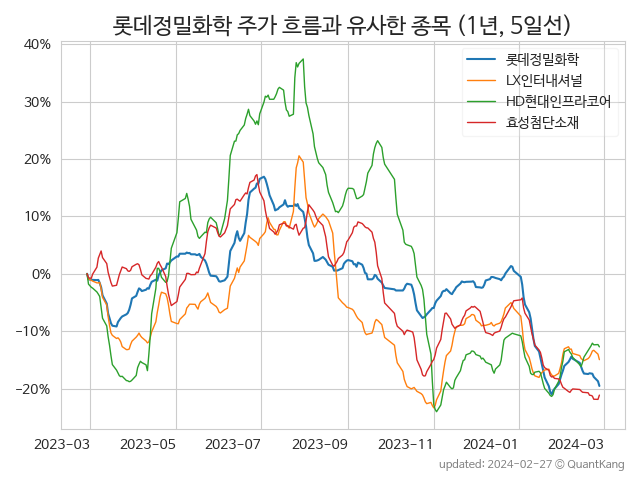 롯데정밀화학 주가 흐름과 유사한 종목 (1년, 5일선)
40%
30%
20%
10%
0%
−10%
−20%
롯데정밀화학
LX인터내셔널
HD현대인프라코어
효성첨단소재
2023−03 2023−05 2023−07 2023−09 2023−11 2024−01 2024−03
updated: 2024-02-27 © QuantKang